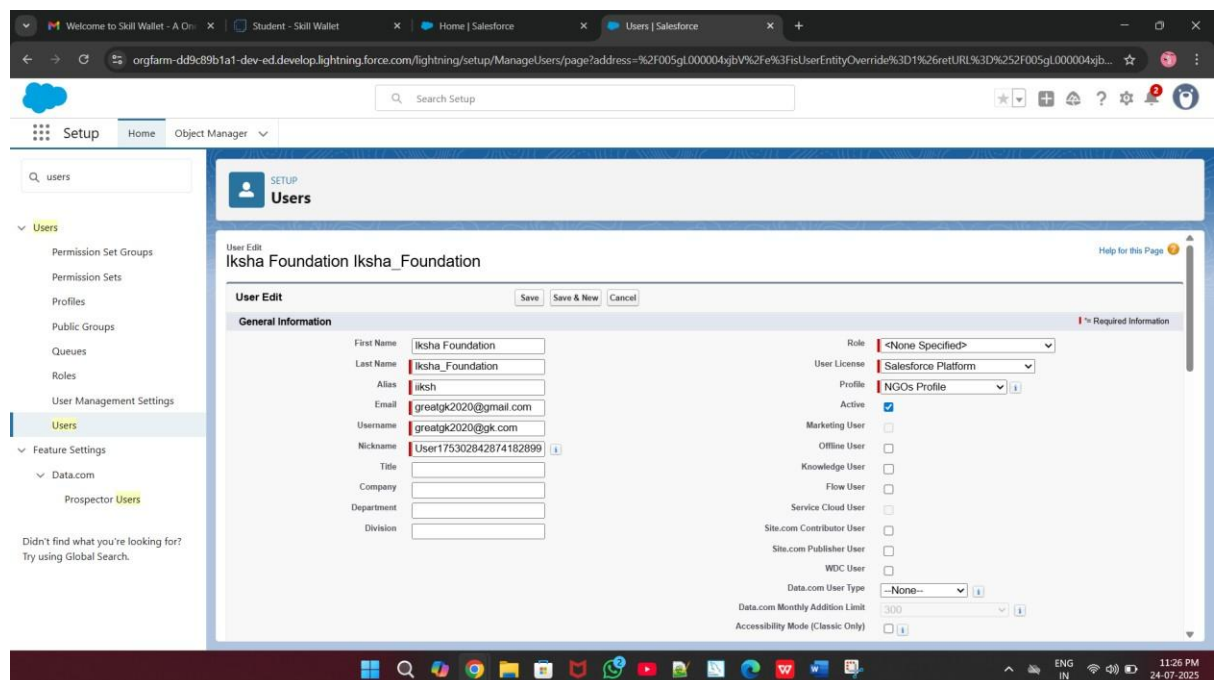 Welcome to Skill Wallet - A On
Student - Skill Wallet
Home | Salesforce
Users | Salesforce
orgfarm-dd9c89b1a1-dev-ed.develop.lightning.force.com/lightning/setup/ManageUsers/page?address=%2F005gL000004xjbV%2Fe%3FisUserEntityOverride%3D1%26retURL%3D%252F005gL000004xjb...
Search Setup
2
Setup Home Object Manager
users
SETUP
Users
Users
Permission Set Groups
Permission Sets
Profiles
Public Groups
Queues
Roles
User Management Settings
Users
Feature Settings
Data.com
Prospector Users
Didn't find what you're looking for?
Try using Global Search.
User Edit
Iksha Foundation Iksha_Foundation
Help for this Page
User Edit Save Save & New Cancel
General Information
= Required Information
First Name Iksha Foundation
Last Name Iksha_Foundation
Alias iiksh
Email greatgk2020@gmail.com
Username greatgk2020@gk.com
Nickname User175302842874182899 i
Title
Company
Department
Division
Role <None Specified>
User License Salesforce Platform
Profile NGOs Profile i
Active
Marketing User
Offline User
Knowledge User
Flow User
Service Cloud User
Site.com Contributor User
Site.com Publisher User
WDC User
Data.com User Type --None-- i
Data.com Monthly Addition Limit 300 i
Accessibility Mode (Classic Only) i
ENG
IN
11:26 PM
24-07-2025